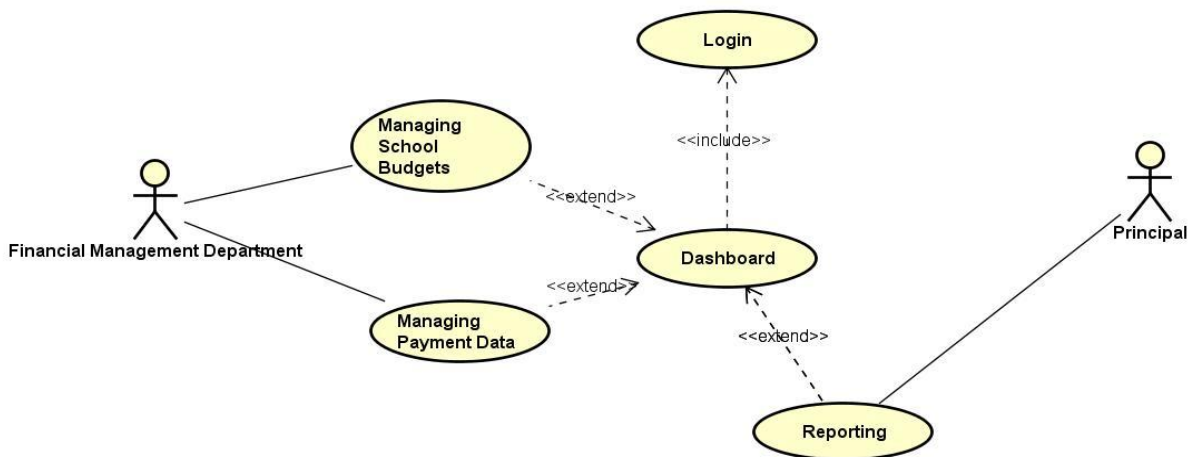 Login
<<include>>
Managing
School
Budgets
<<extend>>
Financial Management Department
Principal
Dashboard
<<extend>>
Managing
Payment Data
<<extend>>
Reporting